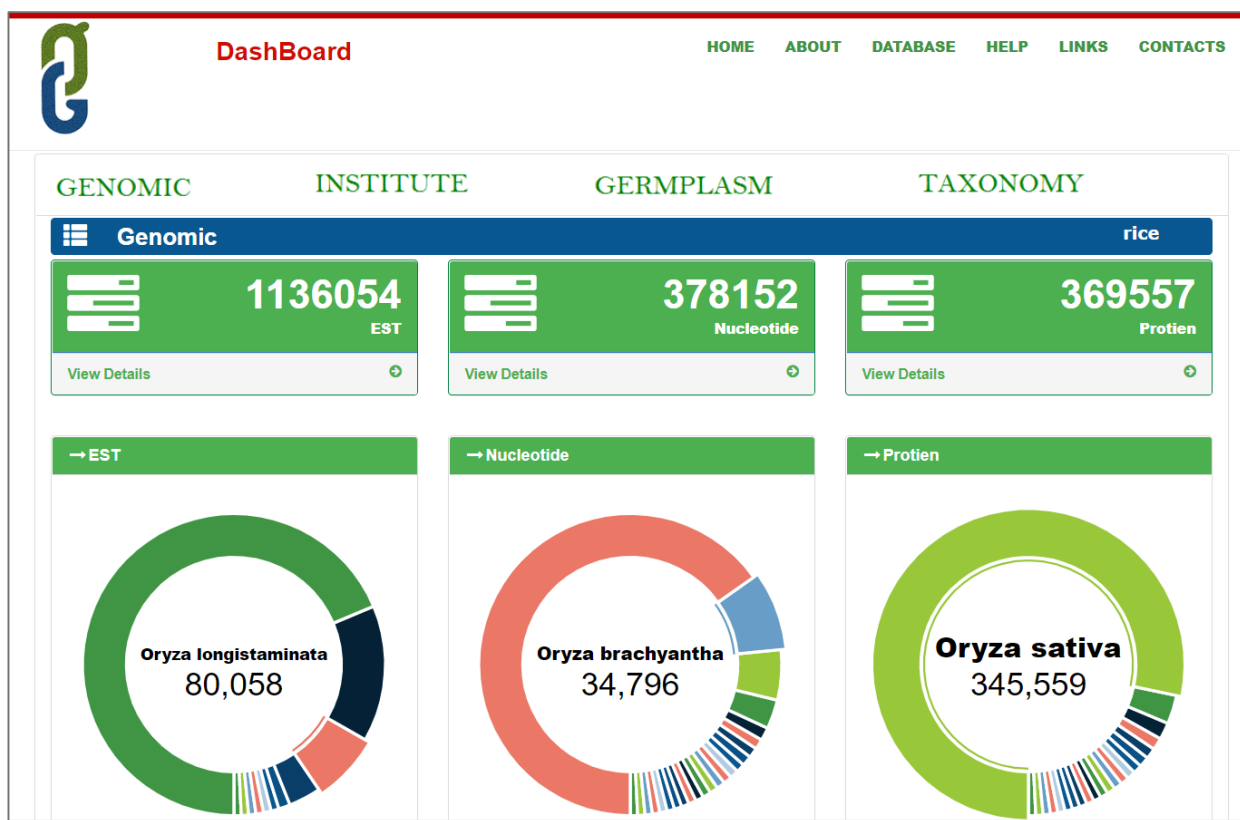 DashBoard
HOME ABOUT DATABASE HELP LINKS CONTACTS
GENOMIC INSTITUTE GERMPLASM TAXONOMY
Genomic rice
1136054
EST
View Details
378152
Nucleotide
View Details
369557
Protien
View Details
→EST
Oryza longistaminata
80,058
→Nucleotide
Oryza brachyantha
34,796
→Protien
Oryza sativa
345,559